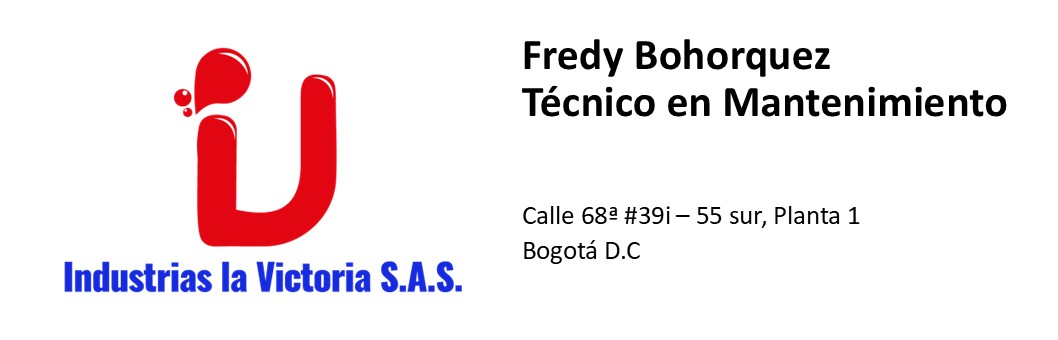 Fredy Bohorquez
Técnico en Mantenimiento
Calle 68ª #39i – 55 sur, Planta 1
Bogotá D.C
Industrias la Victoria S.A.S.